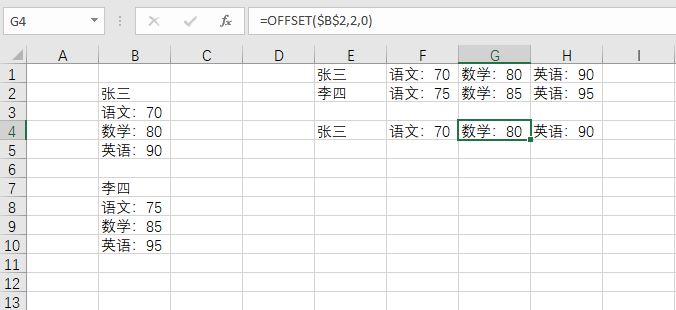 G4 fx =OFFSET($B$2,2,0)
A B C D E F G H I
1 张三 语文：70 数学：80 英语：90
2 张三 李四 语文：75 数学：85 英语：95
3 语文：70
4 数学：80 张三 语文：70 数学：80 英语：90
5 英语：90
6
7 李四
8 语文：75
9 数学：85
10 英语：95
11
12
13